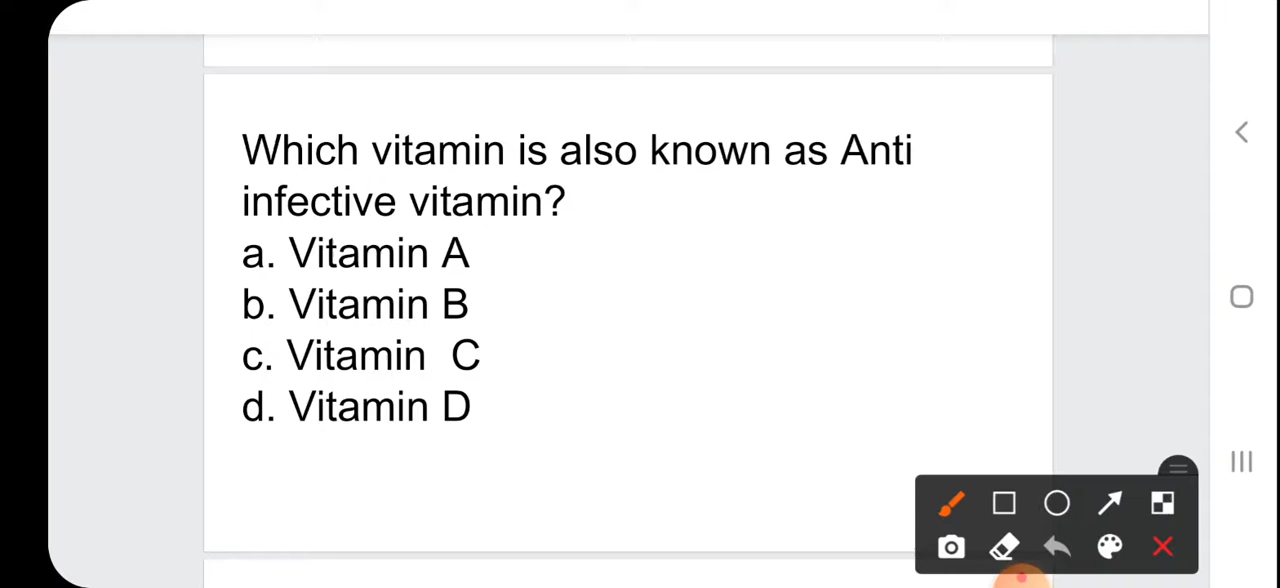 Which vitamin is also known as Anti
infective vitamin?
a. Vitamin A
b. Vitamin B
c. Vitamin  C
d. Vitamin D